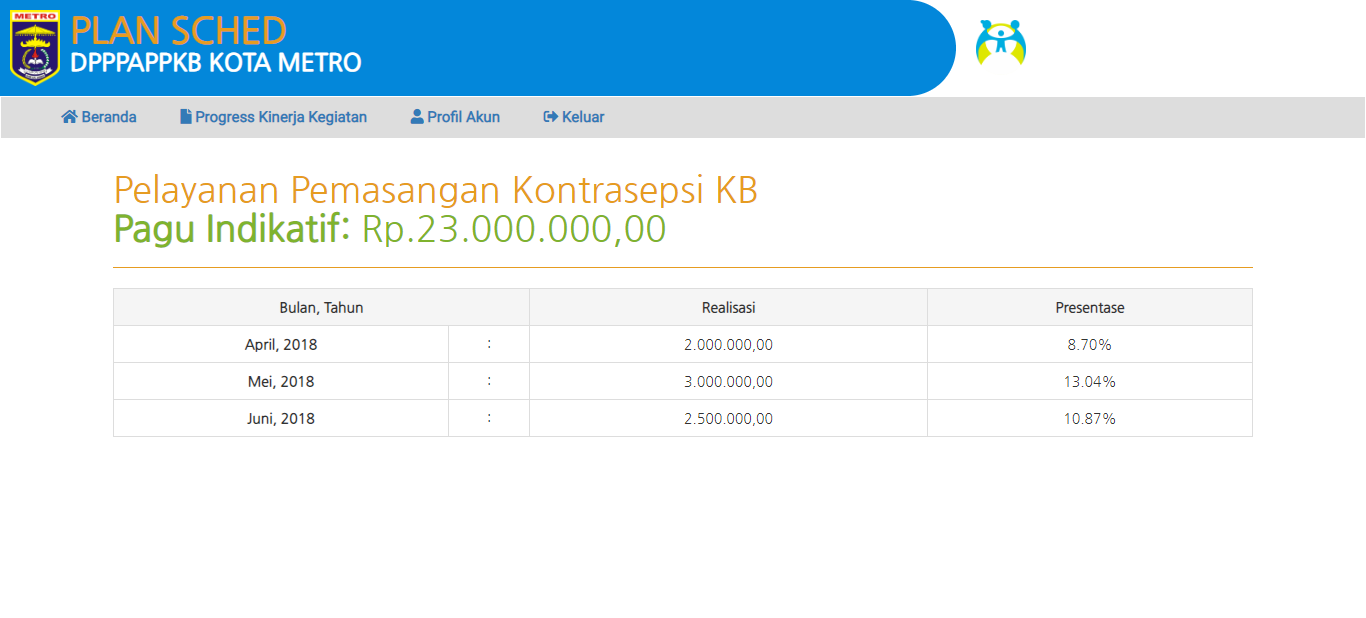 METRO
PLAN SCHED
DPPPAPPKB KOTA METRO
Beranda Progress Kinerja Kegiatan Profil Akun Keluar
Pelayanan Pemasangan Kontrasepsi KB
Pagu Indikatif: Rp.23.000.000,00
Bulan, Tahun Realisasi Presentase
April, 2018 : 2.000.000,00 8.70%
Mei, 2018 : 3.000.000,00 13.04%
Juni, 2018 : 2.500.000,00 10.87%